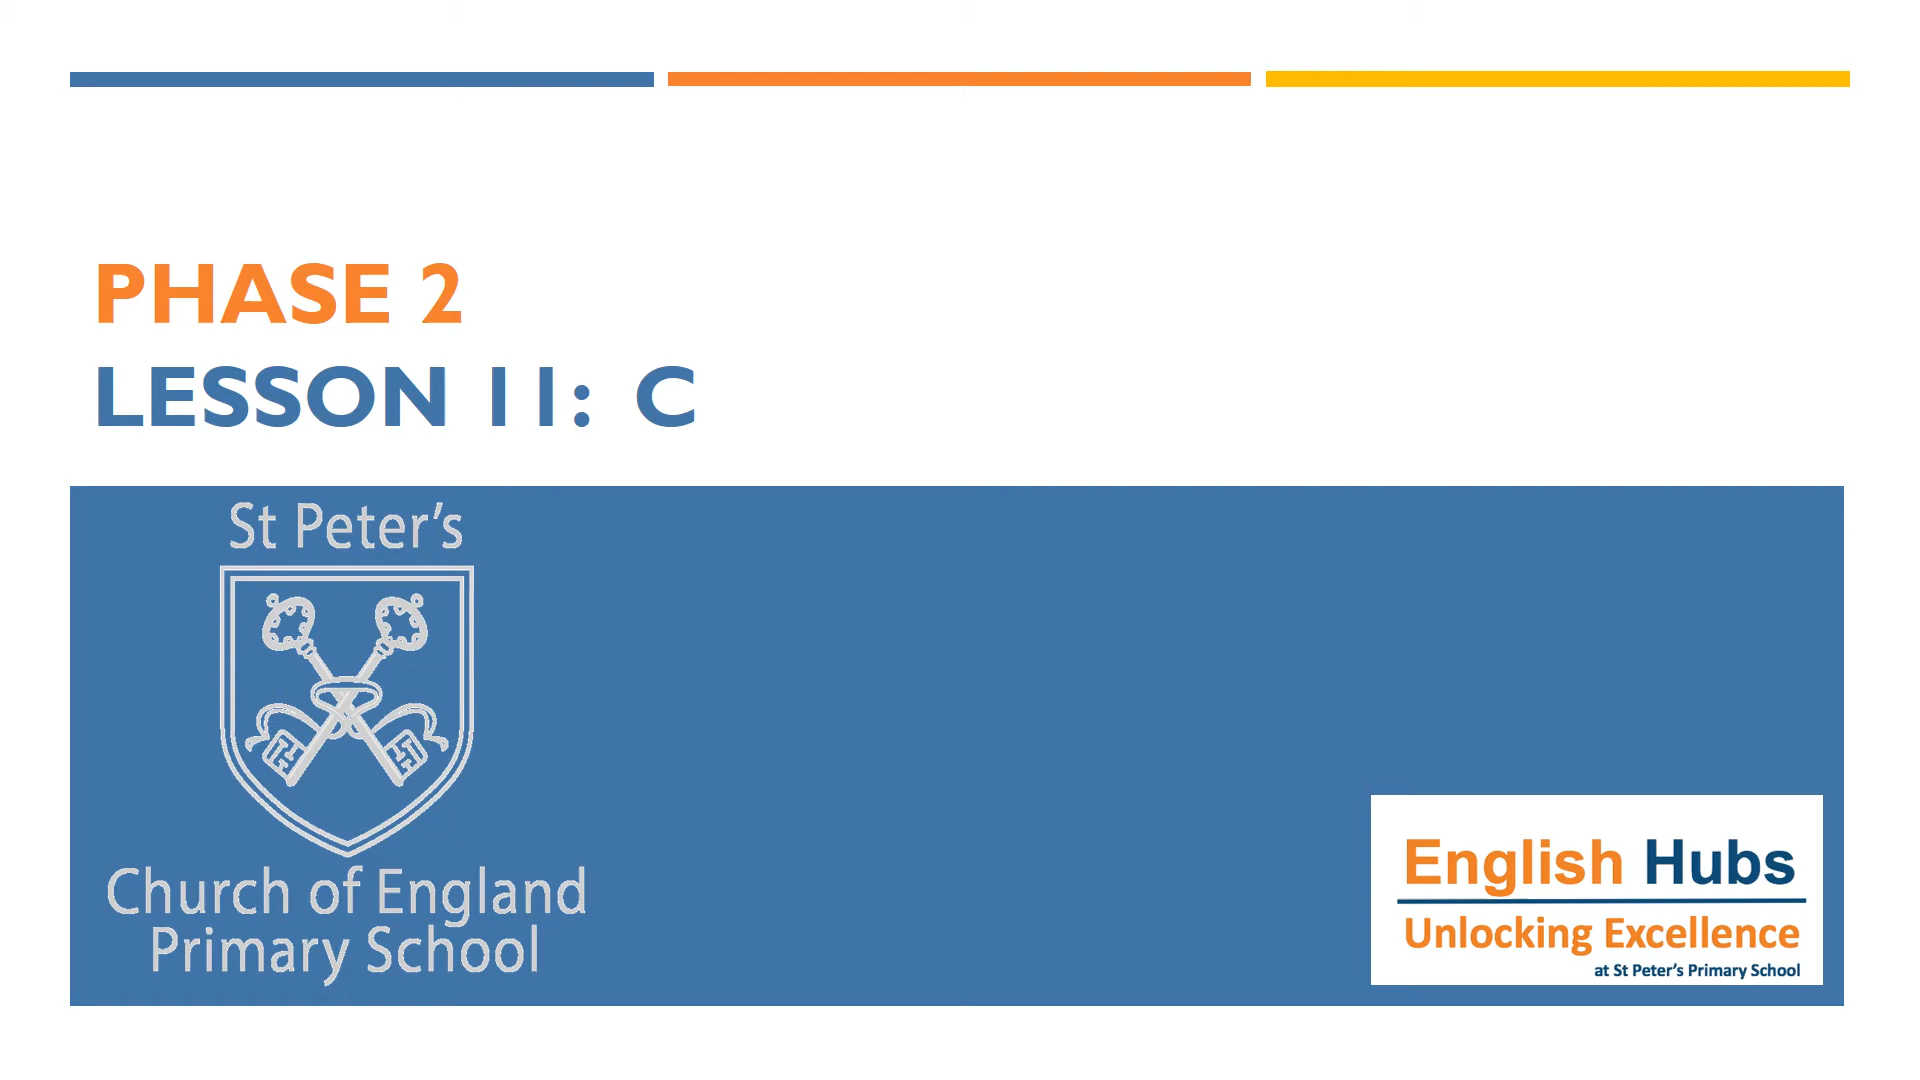 PHASE 2
LESSON 11: C
St Peter's
Church of England
Primary School
English Hubs
Unlocking Excellence
at St Peter's Primary School